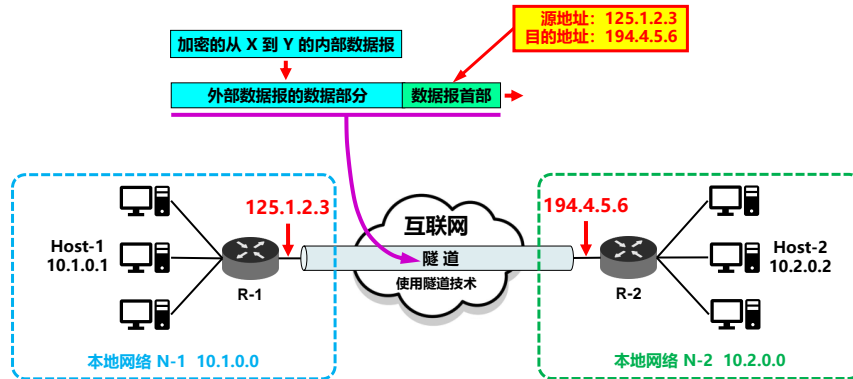 源地址：125.1.2.3
目的地址：194.4.5.6
加密的从 X 到 Y 的内部数据报
外部数据报的数据部分
数据报首部
125.1.2.3
互联网
194.4.5.6
Host-1
10.1.0.1
隧 道
Host-2
10.2.0.2
使用隧道技术
R-1
R-2
本地网络 N-1 10.1.0.0
本地网络 N-2 10.2.0.0